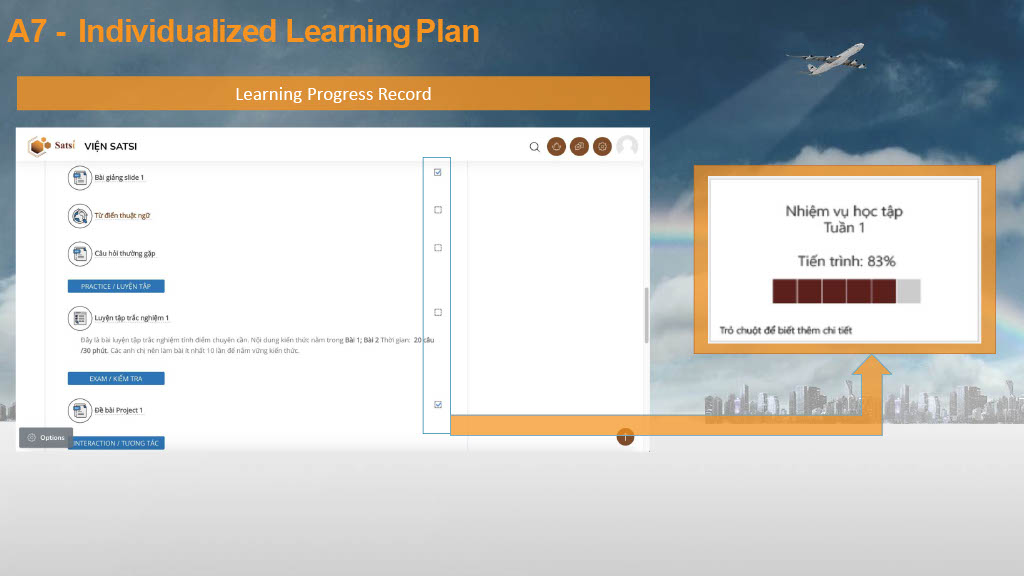 A7 - Individualized Learning Plan
Learning Progress Record
Satsi VIỆN SATSI
Bài giảng slide 1
Từ điển thuật ngữ
Câu hỏi thường gặp
PRACTICE / LUYỆN TẬP
Luyện tập trắc nghiệm 1
Đây là bài luyện tập trắc nghiệm tính điểm chuyên cần. Nội dung kiến thức nằm trong Bài 1; Bài 2 Thời gian: 20 câu
/30 phút. Các anh chị nên làm bài ít nhất 10 lần để nắm vững kiến thức.
EXAM / KIỂM TRA
Đề bài Project 1
Options
INTERACTION / TƯƠNG TÁC
Nhiệm vụ học tập
Tuần 1
Tiến trình: 83%
Trỏ chuột để biết thêm chi tiết